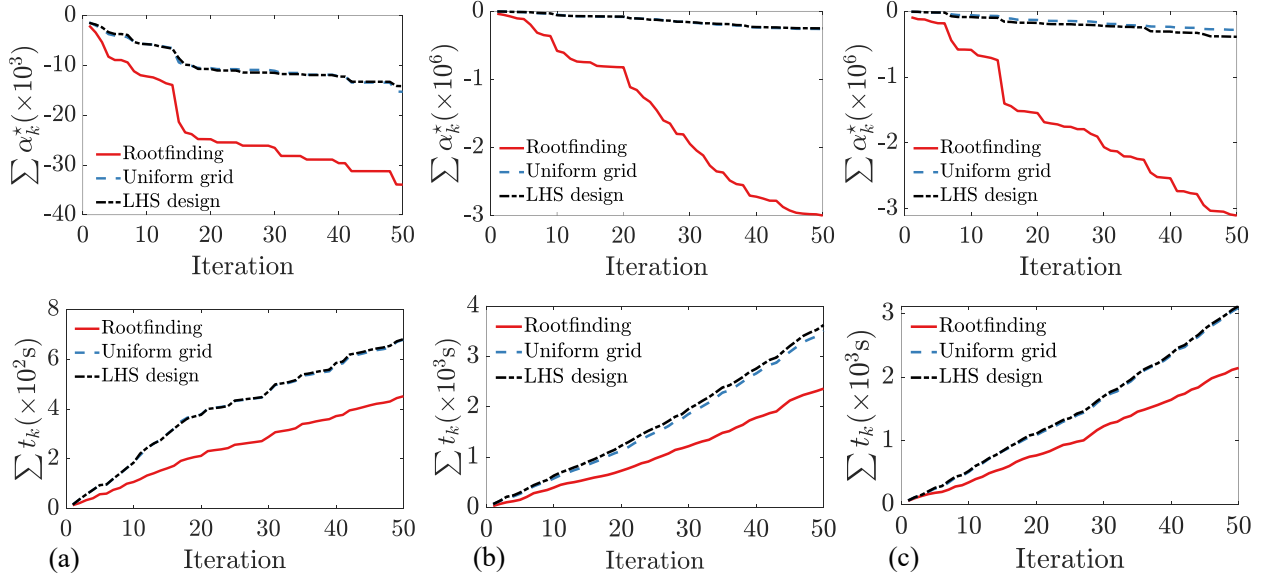 ∑ α*ₖ(×10³)
0
-10
-20
-30
-40
Rootfinding
Uniform grid
LHS design
0 10 20 30 40 50
Iteration
∑ α*ₖ(×10⁶)
0
-1
-2
-3
Rootfinding
Uniform grid
LHS design
0 10 20 30 40 50
Iteration
∑ α*ₖ(×10⁶)
0
-1
-2
-3
Rootfinding
Uniform grid
LHS design
0 10 20 30 40 50
Iteration
∑ tₖ(×10²s)
8
6
4
2
0
Rootfinding
Uniform grid
LHS design
0 10 20 30 40 50
(a) Iteration
∑ tₖ(×10³s)
4
3
2
1
0
Rootfinding
Uniform grid
LHS design
0 10 20 30 40 50
(b) Iteration
∑ tₖ(×10³s)
3
2
1
0
Rootfinding
Uniform grid
LHS design
0 10 20 30 40 50
(c) Iteration